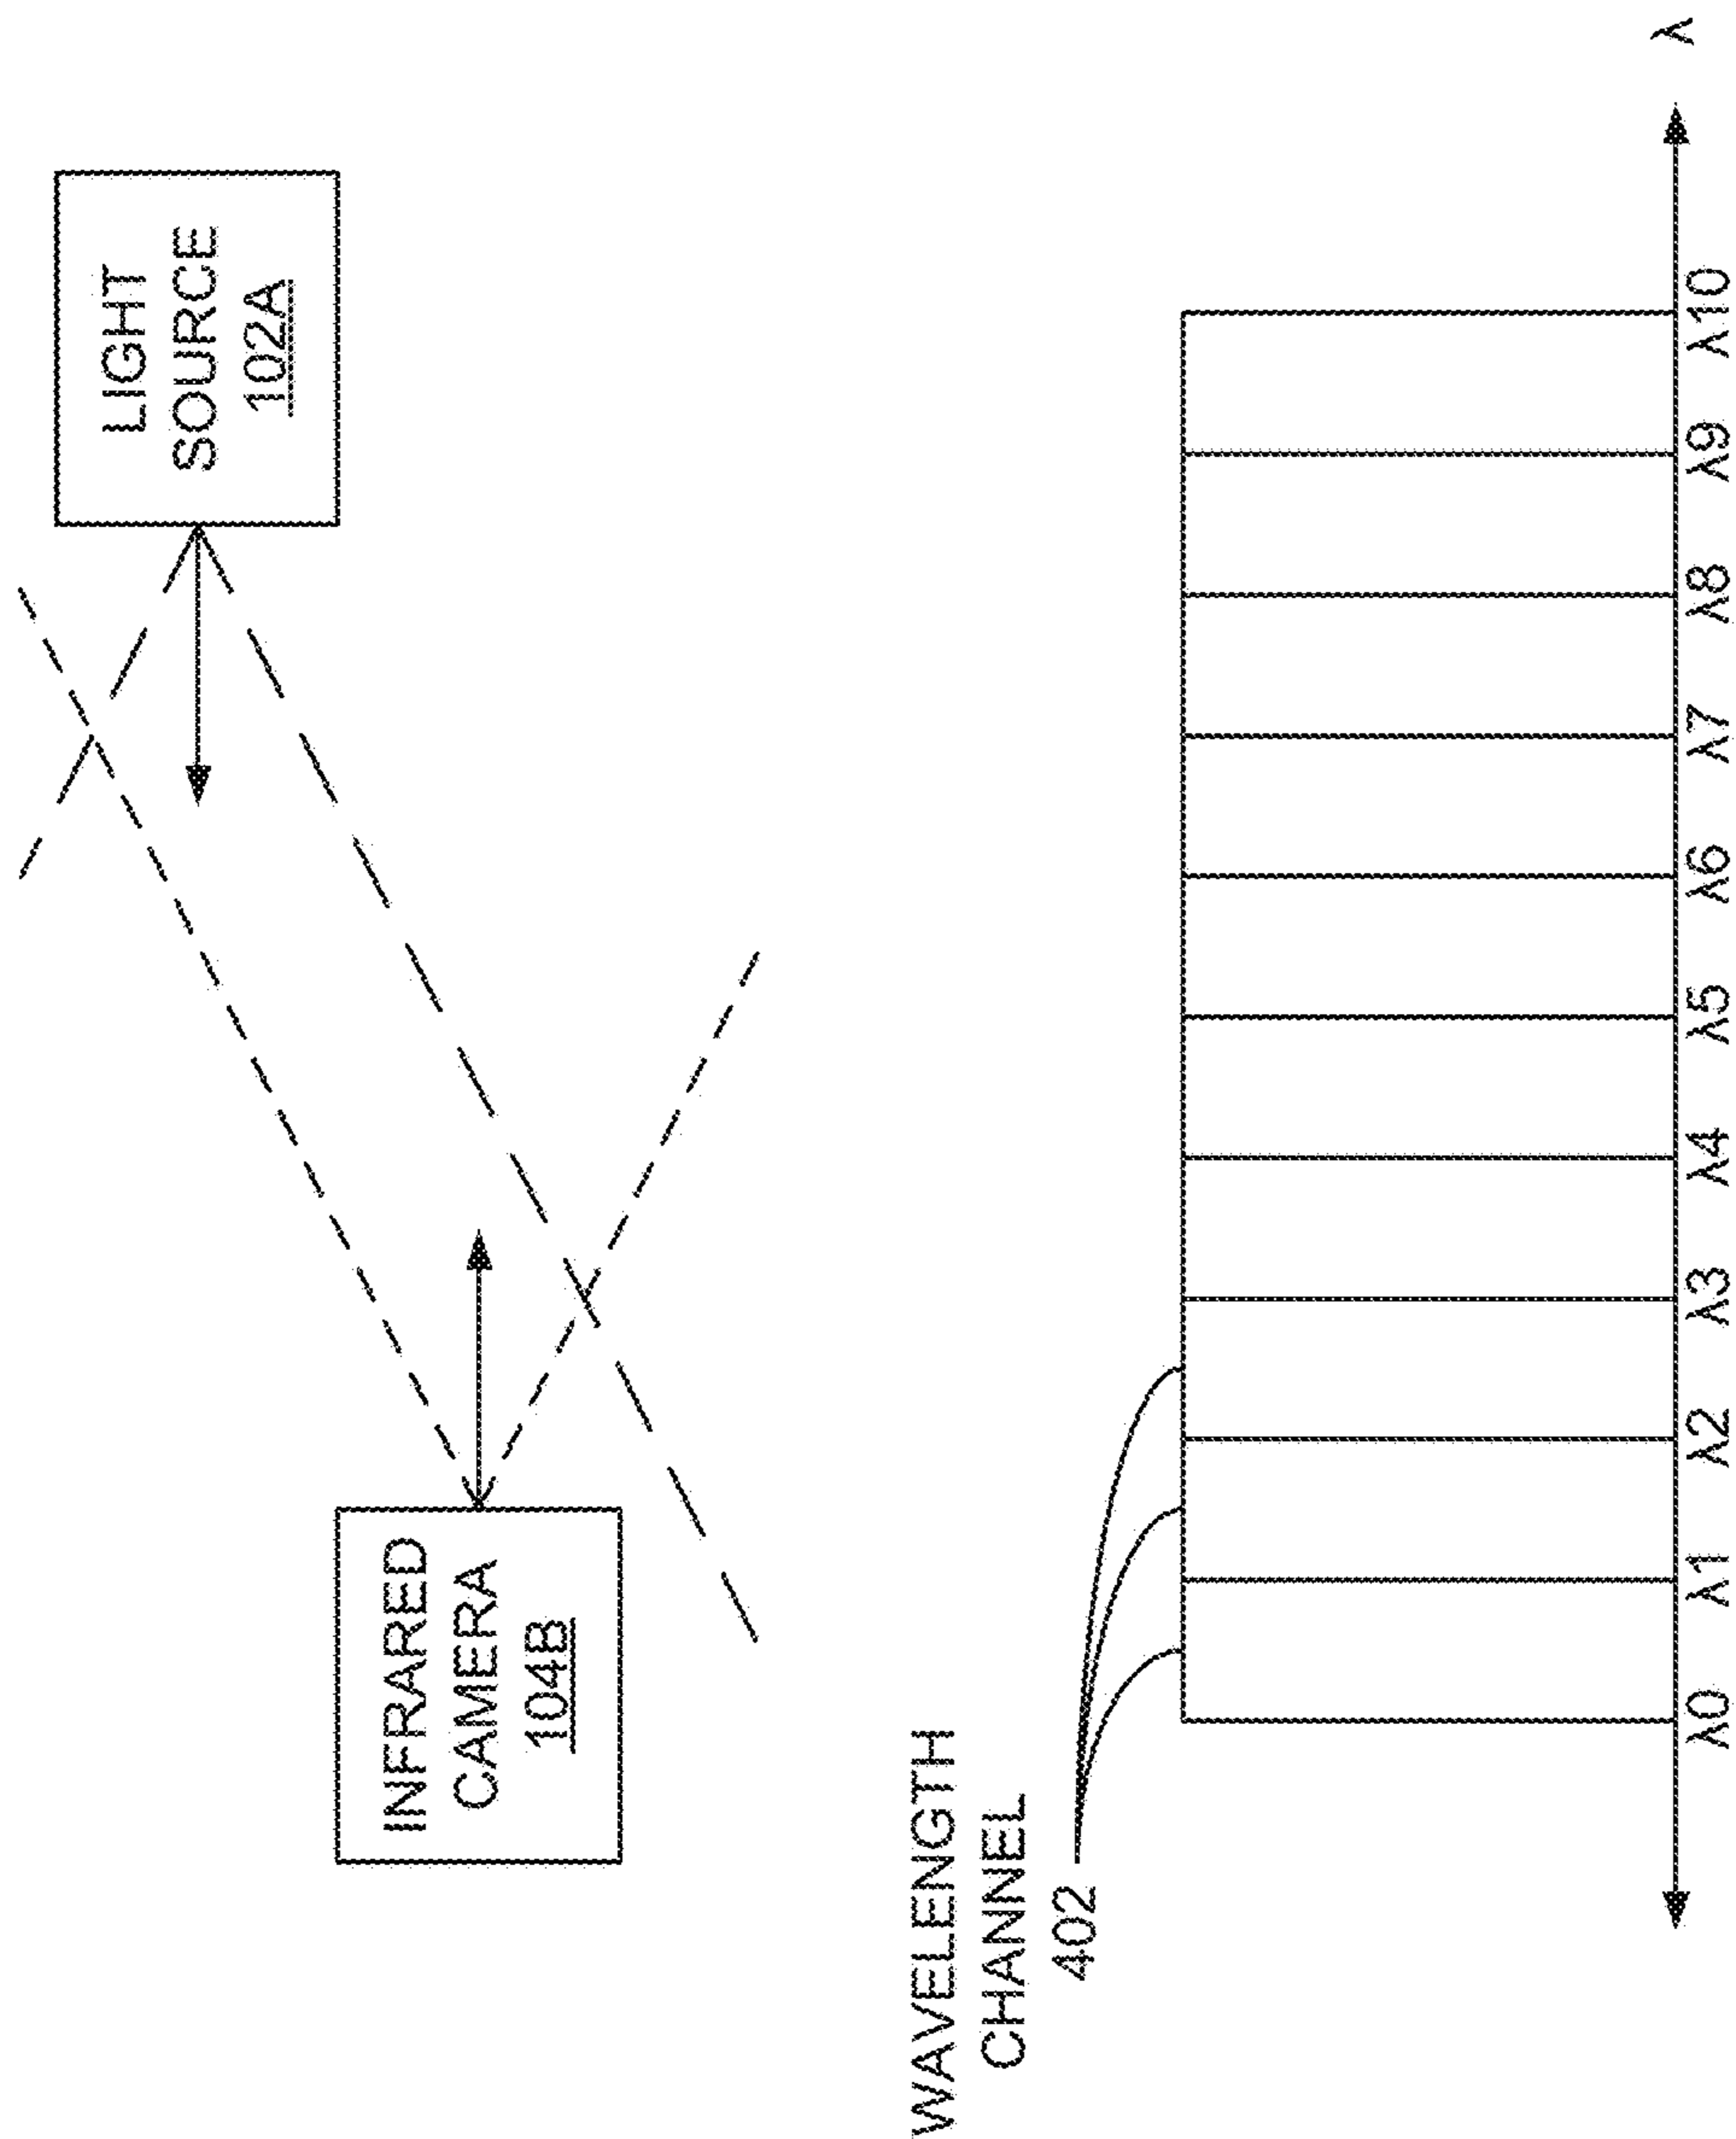 INFRARED
CAMERA
104B
LIGHT
SOURCE
102A
WAVELENGTH
CHANNEL
402
λ0 λ1 λ2 λ3 λ4 λ5 λ6 λ7 λ8 λ9 λ10
λ